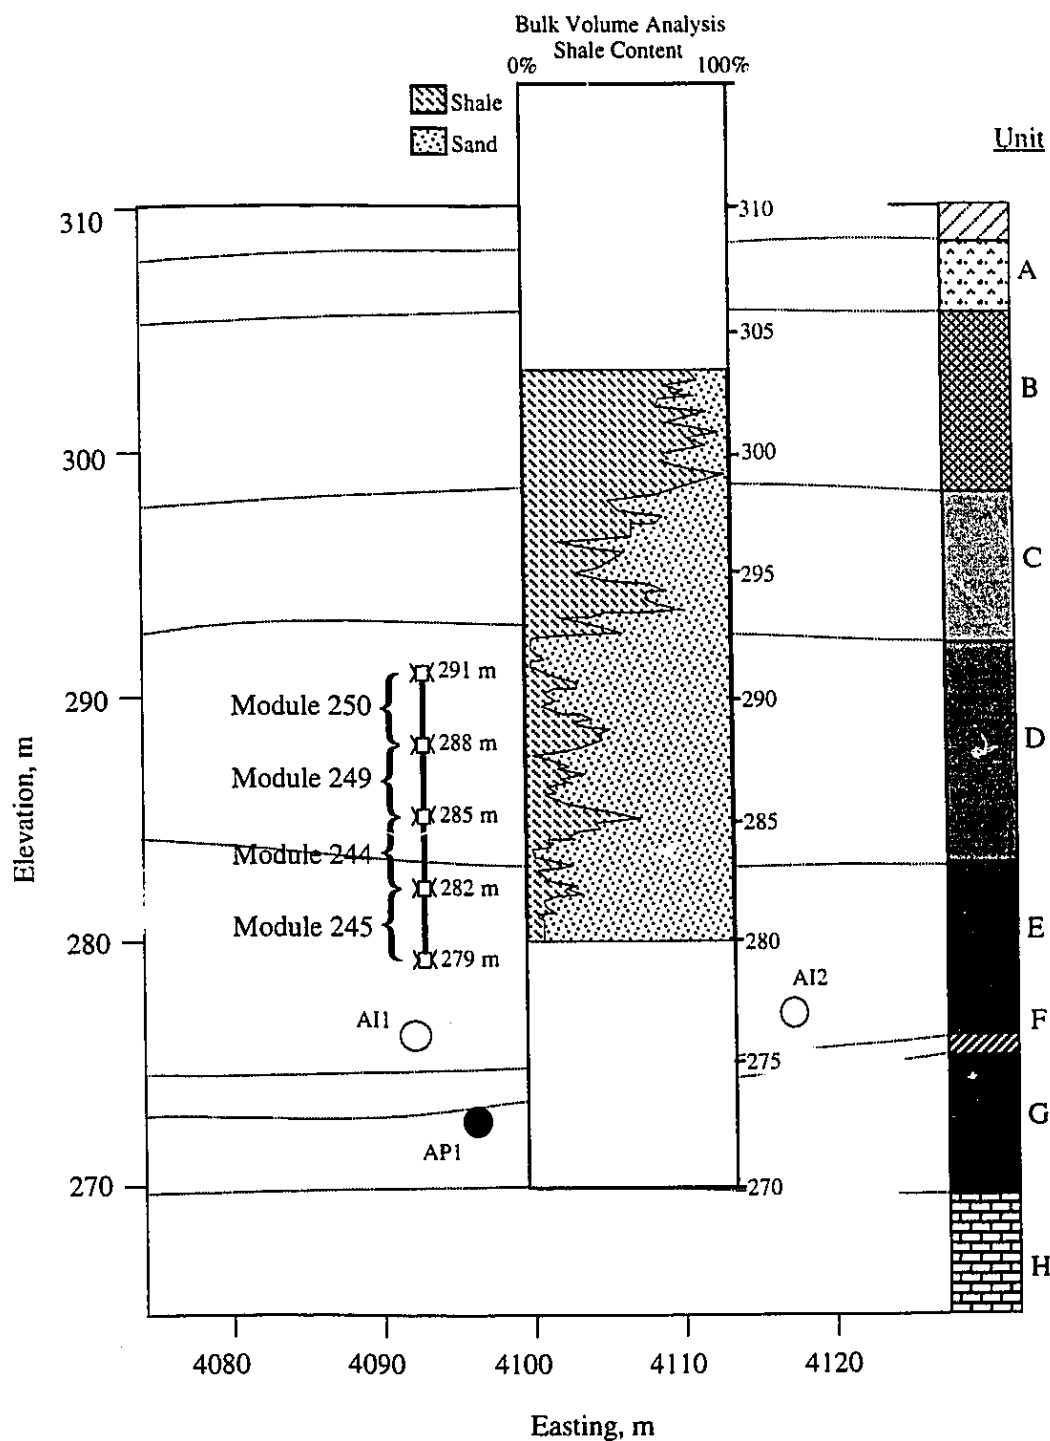 Bulk Volume Analysis
Shale Content
0% 100%
Shale
Sand
Unit
310
310
A
305
B
300
300
C
295
291 m
290
Module 250
290
D
288 m
Module 249
285 m
285
Module 244
282 m
E
Module 245
280
280
279 m
AI2
AI1
F
275
G
AP1
270
270
H
Elevation, m
4080 4090 4100 4110 4120
Easting, m